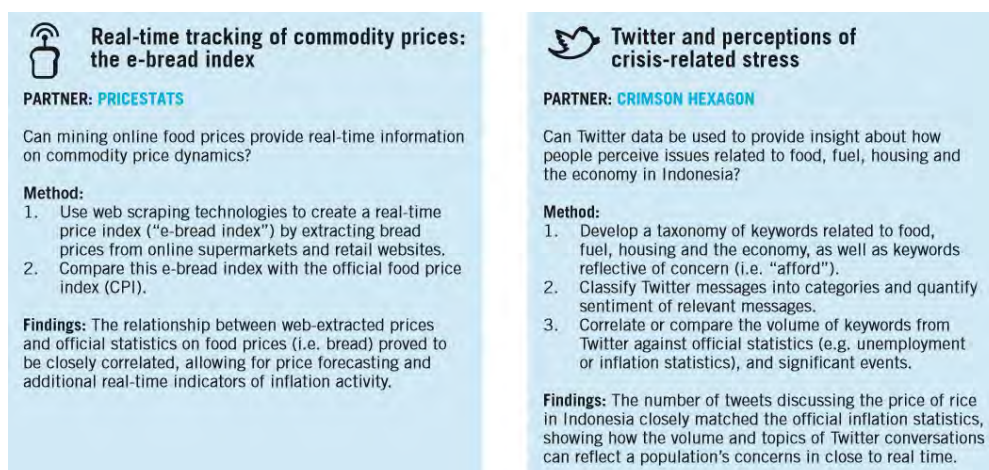 Real-time tracking of commodity prices:
the e-bread index
PARTNER: PRICESTATS
Can mining online food prices provide real-time information
on commodity price dynamics?
Method:
1. Use web scraping technologies to create a real-time
price index (“e-bread index”) by extracting bread
prices from online supermarkets and retail websites.
2. Compare this e-bread index with the official food price
index (CPI).
Findings: The relationship between web-extracted prices
and official statistics on food prices (i.e. bread) proved to
be closely correlated, allowing for price forecasting and
additional real-time indicators of inflation activity.
Twitter and perceptions of
crisis-related stress
PARTNER: CRIMSON HEXAGON
Can Twitter data be used to provide insight about how
people perceive issues related to food, fuel, housing and
the economy in Indonesia?
Method:
1. Develop a taxonomy of keywords related to food,
fuel, housing and the economy, as well as keywords
reflective of concern (i.e. “afford”).
2. Classify Twitter messages into categories and quantify
sentiment of relevant messages.
3. Correlate or compare the volume of keywords from
Twitter against official statistics (e.g. unemployment
or inflation statistics), and significant events.
Findings: The number of tweets discussing the price of rice
in Indonesia closely matched the official inflation statistics,
showing how the volume and topics of Twitter conversations
can reflect a population’s concerns in close to real time.